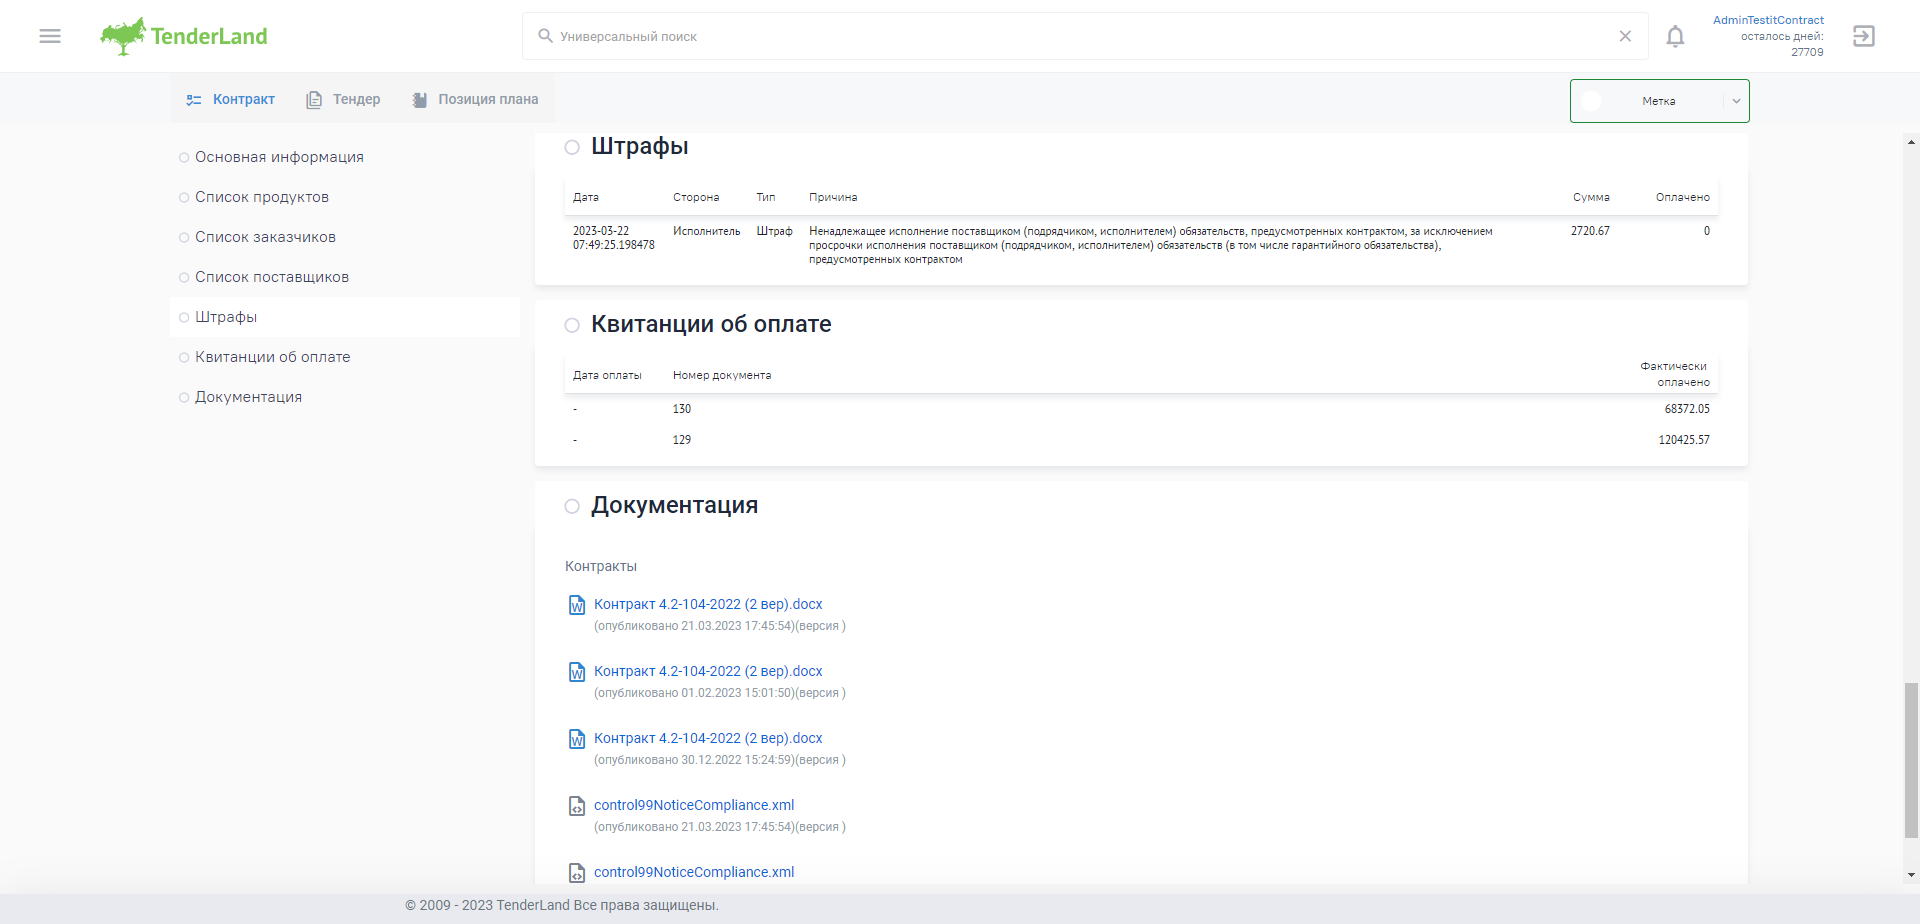 TenderLand
Универсальный поиск
AdminTestitContract
осталось дней:
27709
Контракт
Тендер
Позиция плана
Метка
Основная информация
Список продуктов
Список заказчиков
Список поставщиков
Штрафы
Квитанции об оплате
Документация
Штрафы
Дата Сторона Тип Причина Сумма Оплачено
2023-03-22 Исполнитель Штраф Ненадлежащее исполнение поставщиком (подрядчиком, исполнителем) обязательств, предусмотренных контрактом, за исключением 2720.67 0
07:49:25.198478 просрочки исполнения поставщиком (подрядчиком, исполнителем) обязательств (в том числе гарантийного обязательства),
предусмотренных контрактом
Квитанции об оплате
Дата оплаты Номер документа Фактически
оплачено
- 130 68372.05
- 129 120425.57
Документация
Контракты
Контракт 4.2-104-2022 (2 вер).docx
(опубликовано 21.03.2023 17:45:54)(версия )
Контракт 4.2-104-2022 (2 вер).docx
(опубликовано 01.02.2023 15:01:50)(версия )
Контракт 4.2-104-2022 (2 вер).docx
(опубликовано 30.12.2022 15:24:59)(версия )
control99NoticeCompliance.xml
(опубликовано 21.03.2023 17:45:54)(версия )
control99NoticeCompliance.xml
© 2009 - 2023 TenderLand Все права защищены.